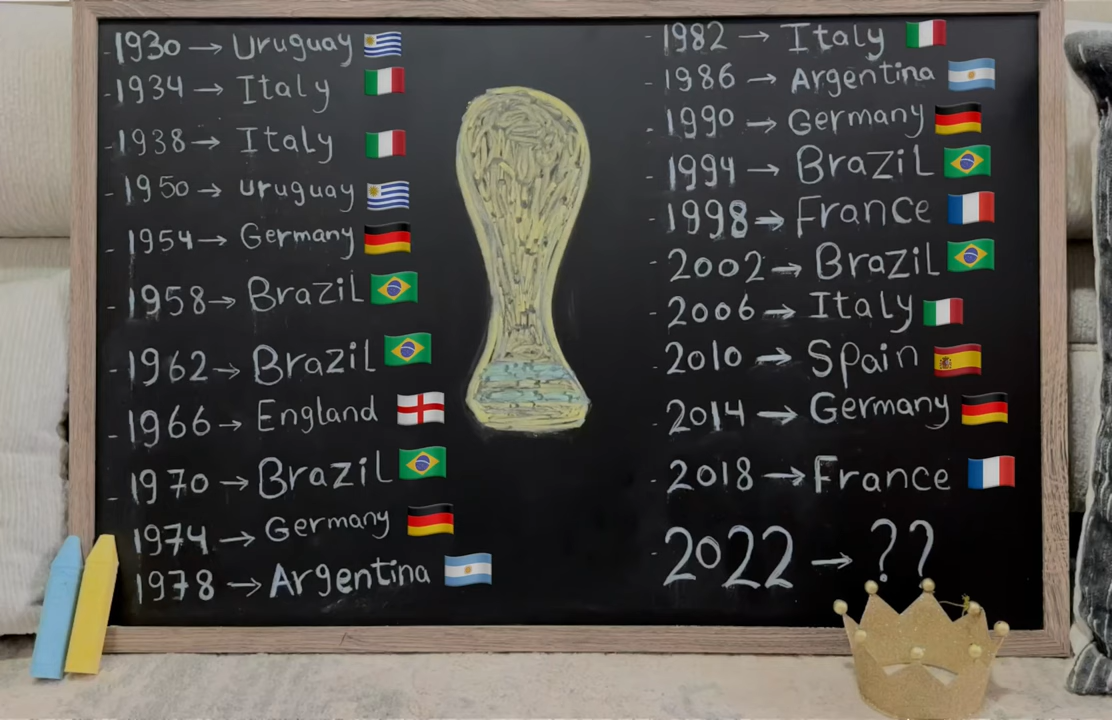 -1930 → Uruguay
-1934 → Italy
-1938 → Italy
-1950 → uruguay
-1954 → Germany
-1958 → Brazil
-1962 → Brazil
-1966 → England
-1970 → Brazil
1974 → Germany
1978 → Argentina
-1982 → Italy
-1986 → Argentina
-1990 → Germany
-1994 → Brazil
-1998 → France
-2002 → Brazil
-2006 → Italy
-2010 → Spain
-2014 → Germany
-2018 → France
-2022 → ??